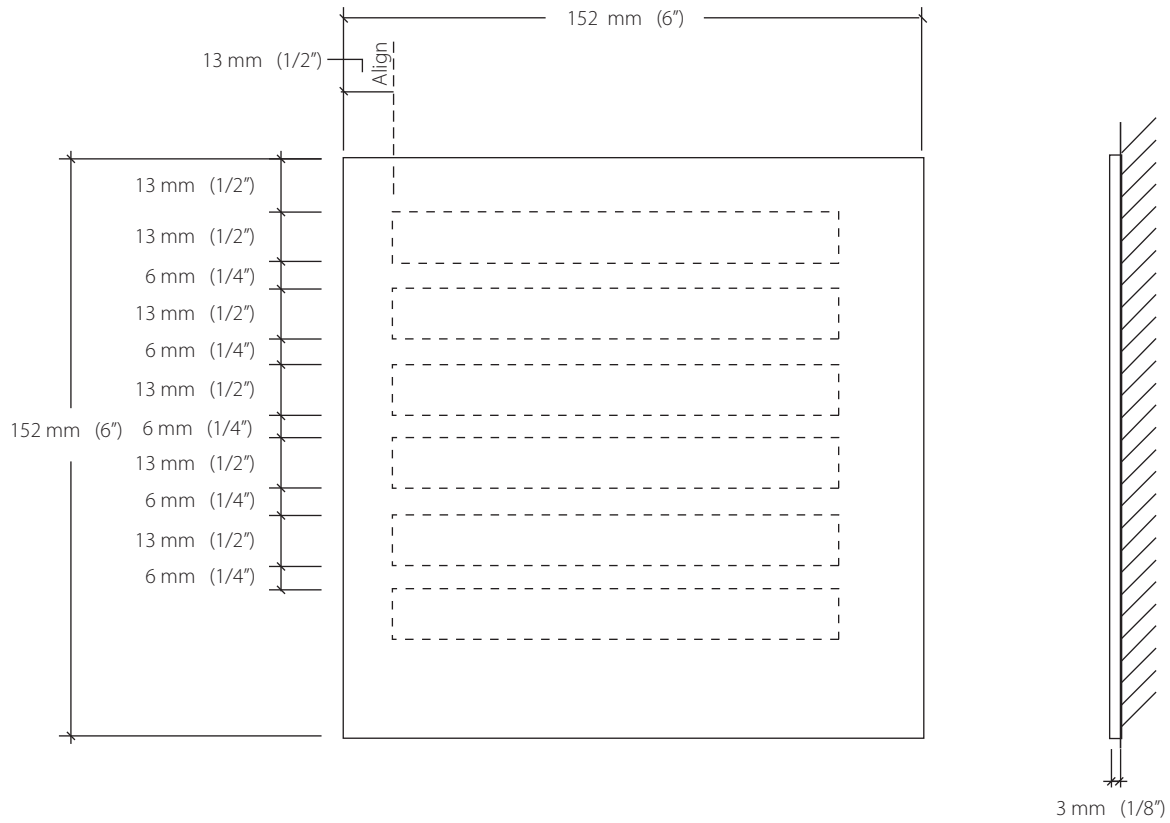 152 mm (6”)
13 mm (1/2”)
Align
13 mm (1/2”)
13 mm (1/2”)
6 mm (1/4”)
13 mm (1/2”)
6 mm (1/4”)
13 mm (1/2”)
152 mm (6”) 6 mm (1/4”)
13 mm (1/2”)
6 mm (1/4”)
13 mm (1/2”)
6 mm (1/4”)
3 mm (1/8”)